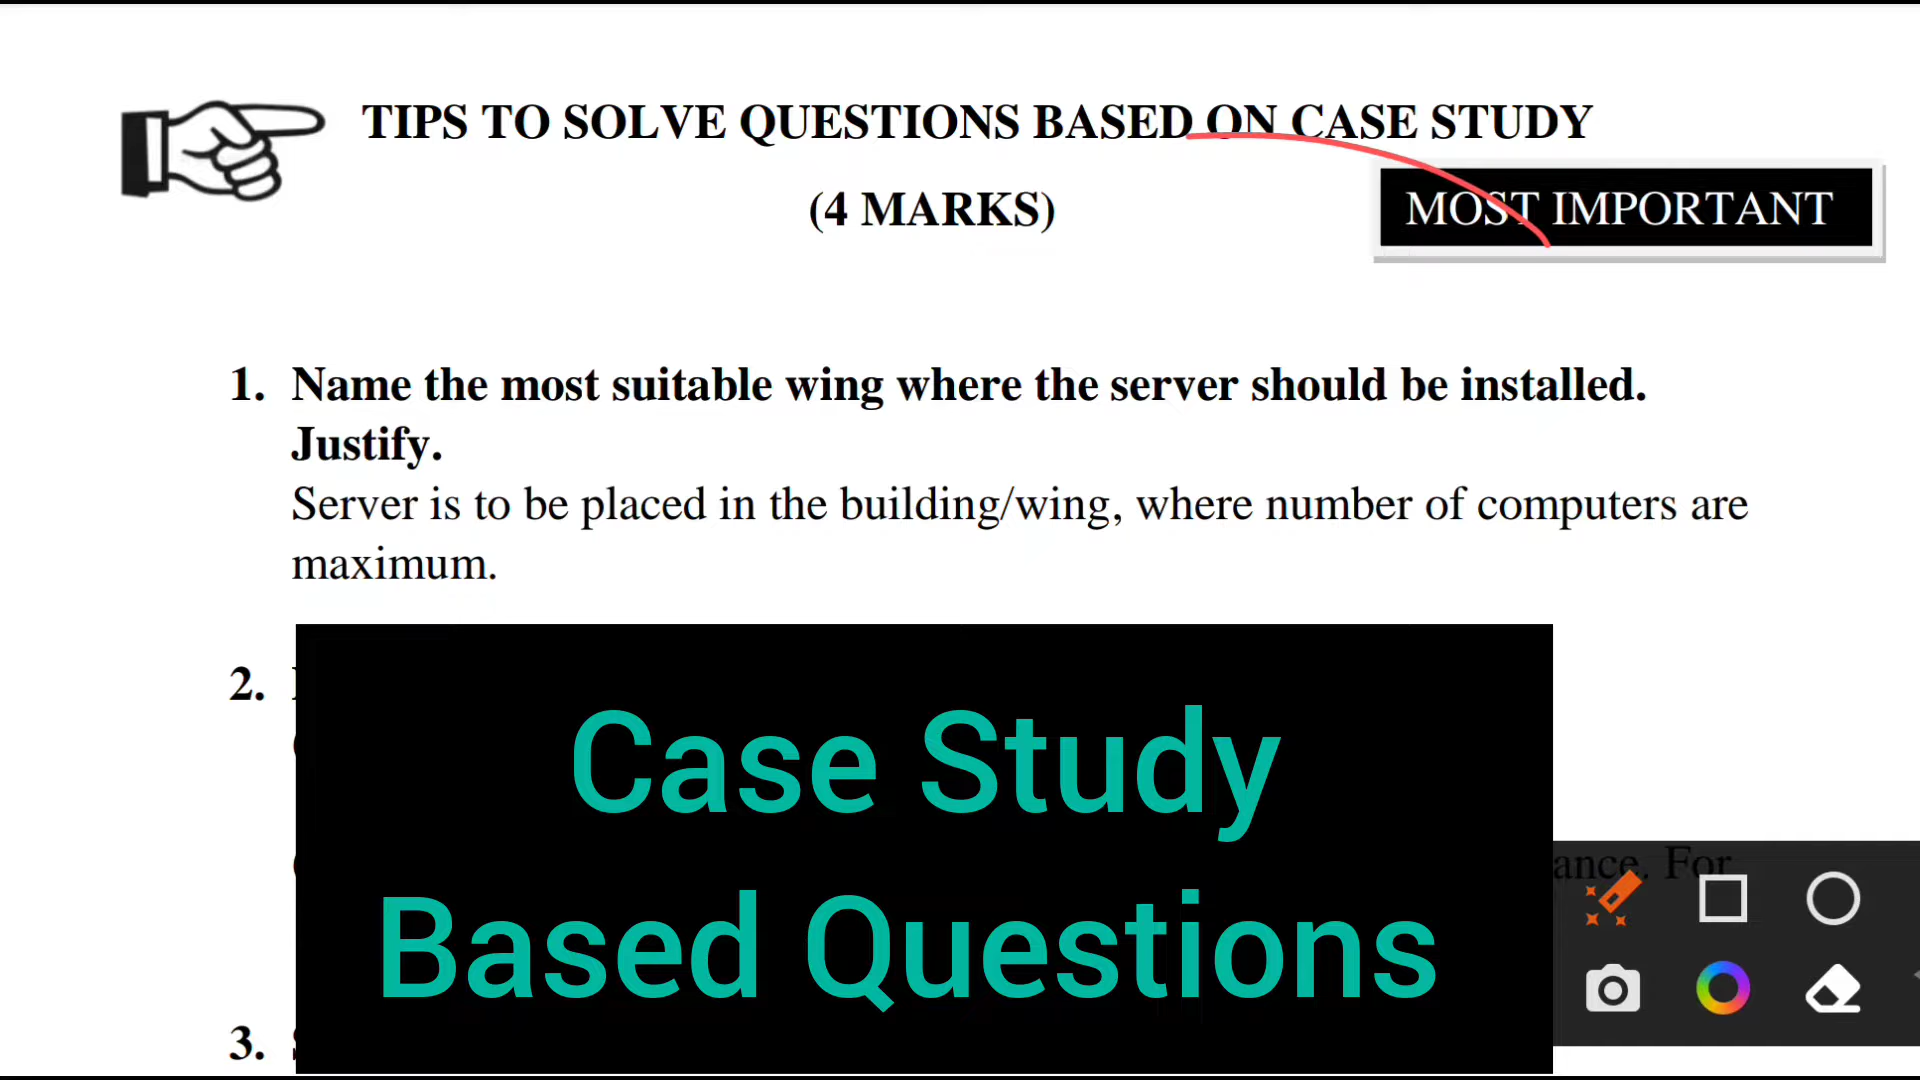 TIPS TO SOLVE QUESTIONS BASED ON CASE STUDY
(4 MARKS)
MOST IMPORTANT
1. Name the most suitable wing where the server should be installed.
Justify.
Server is to be placed in the building/wing, where number of computers are
maximum.
2.
Case Study
Based Questions
ance. For
3.